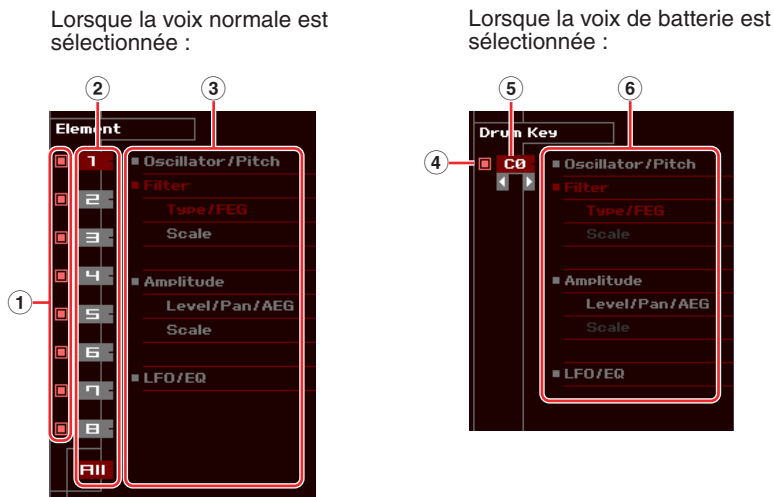 Lorsque la voix normale est
sélectionnée :
2
3
Element
1
2
3
4
5
6
7
8
All
1
Oscillator/Pitch
Filter
Type/FEG
Scale
Amplitude
Level/Pan/AEG
Scale
LFO/EQ
Lorsque la voix de batterie est
sélectionnée :
5
6
Drum Key
4
C0
Oscillator/Pitch
Filter
Type/FEG
Scale
Amplitude
Level/Pan/AEG
Scale
LFO/EQ